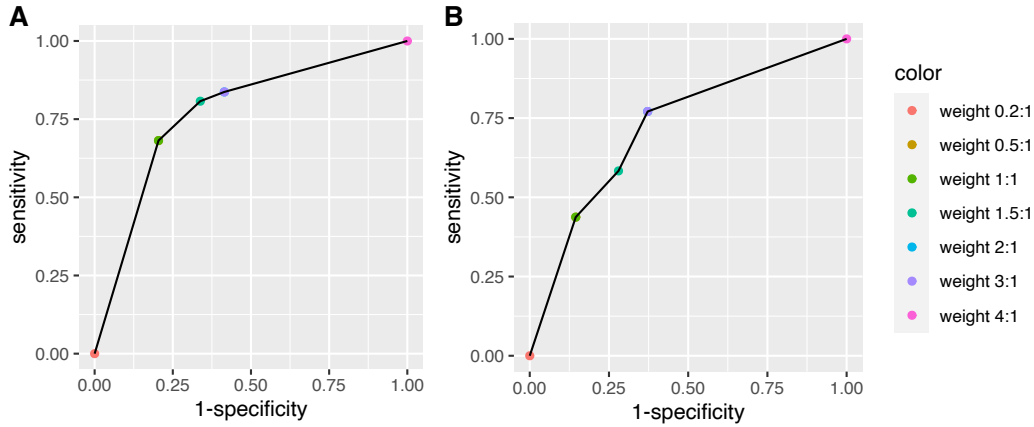 A
B
1.00
0.75
0.50
0.25
0.00
sensitivity
0.00 0.25 0.50 0.75 1.00
1-specificity
1.00
0.75
0.50
0.25
0.00
sensitivity
0.00 0.25 0.50 0.75 1.00
1-specificity
color
weight 0.2:1
weight 0.5:1
weight 1:1
weight 1.5:1
weight 2:1
weight 3:1
weight 4:1